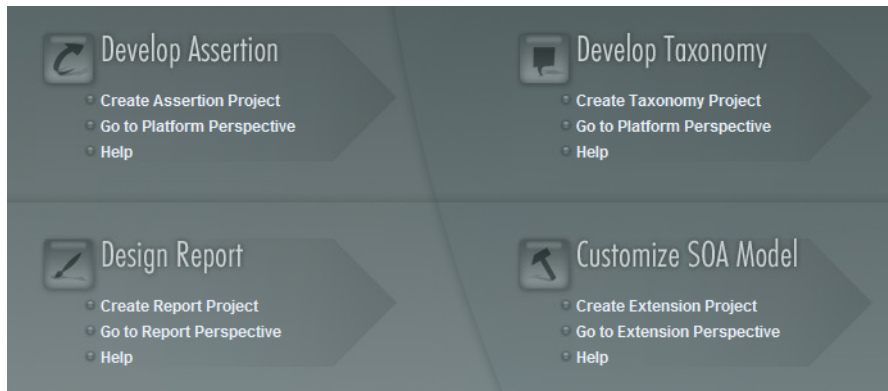 Develop Assertion
Create Assertion Project
Go to Platform Perspective
Help
Develop Taxonomy
Create Taxonomy Project
Go to Platform Perspective
Help
Design Report
Create Report Project
Go to Report Perspective
Help
Customize SOA Model
Create Extension Project
Go to Extension Perspective
Help